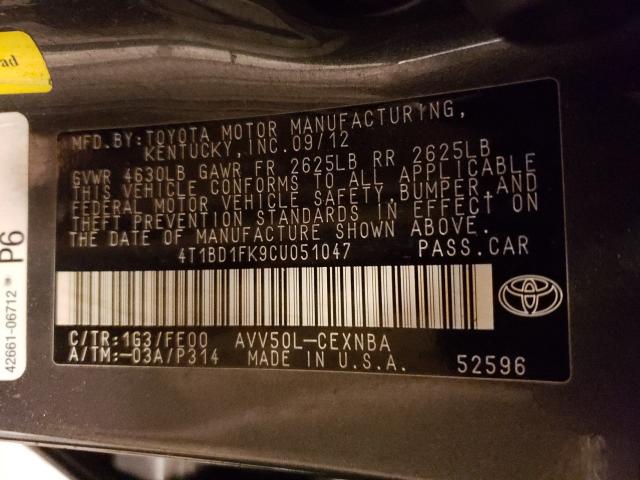 ad
42661-06712 * P6
MFD.BY:TOYOTA MOTOR MANUFACTURING,
KENTUCKY, INC.09/12
GVWR 4630LB GAWR FR 2625LB RR 2625LB
THIS VEHICLE CONFORMS TO ALL APPLICABLE
FEDERAL MOTOR VEHICLE SAFETY, BUMPER, AND
THEFT PREVENTION STANDARDS IN EFFECT ON
THE DATE OF MANUFACTURE SHOWN ABOVE.
4T1BD1FK9CU051047 PASS.CAR
C/TR:1G3/FE00 AVV50L-CEXNBA
A/TM:-03A/P314 MADE IN U.S.A. 52596